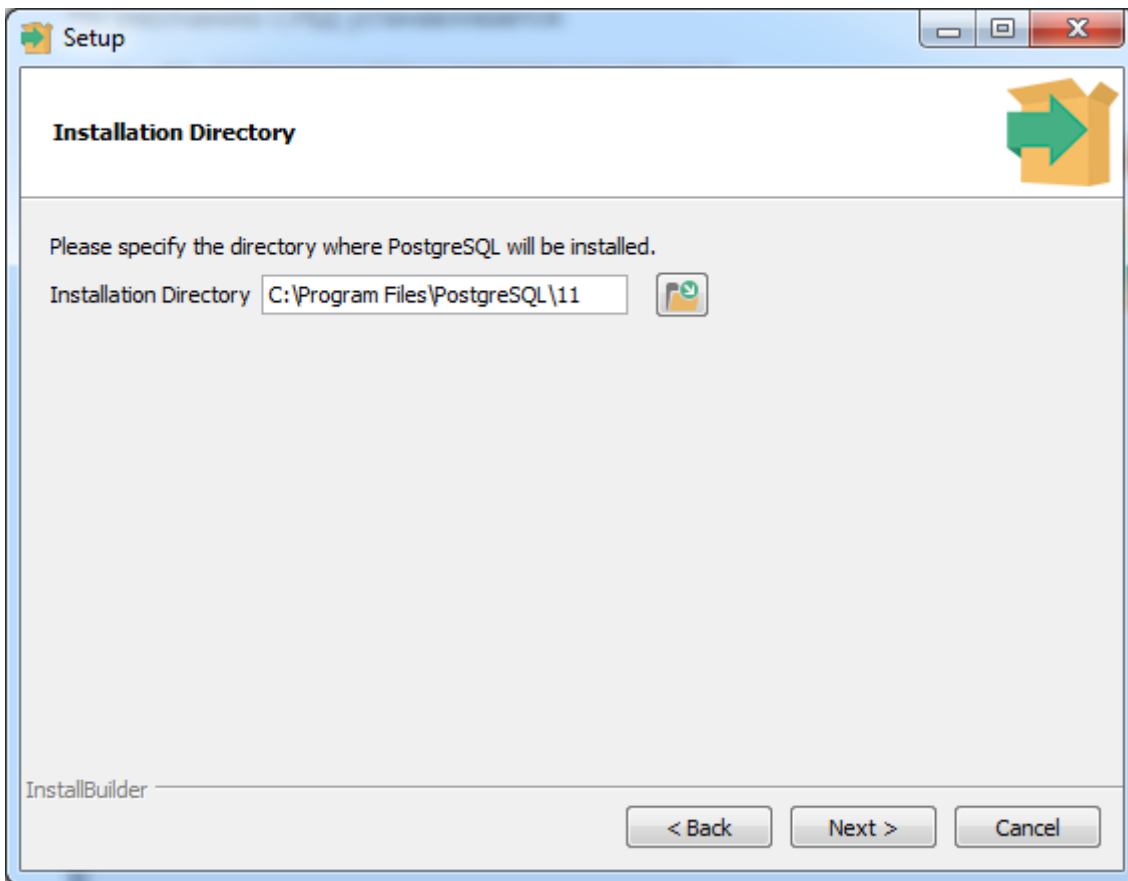 Setup
Installation Directory
Please specify the directory where PostgreSQL will be installed.
Installation Directory C:\Program Files\PostgreSQL\11
InstallBuilder
< Back Next > Cancel